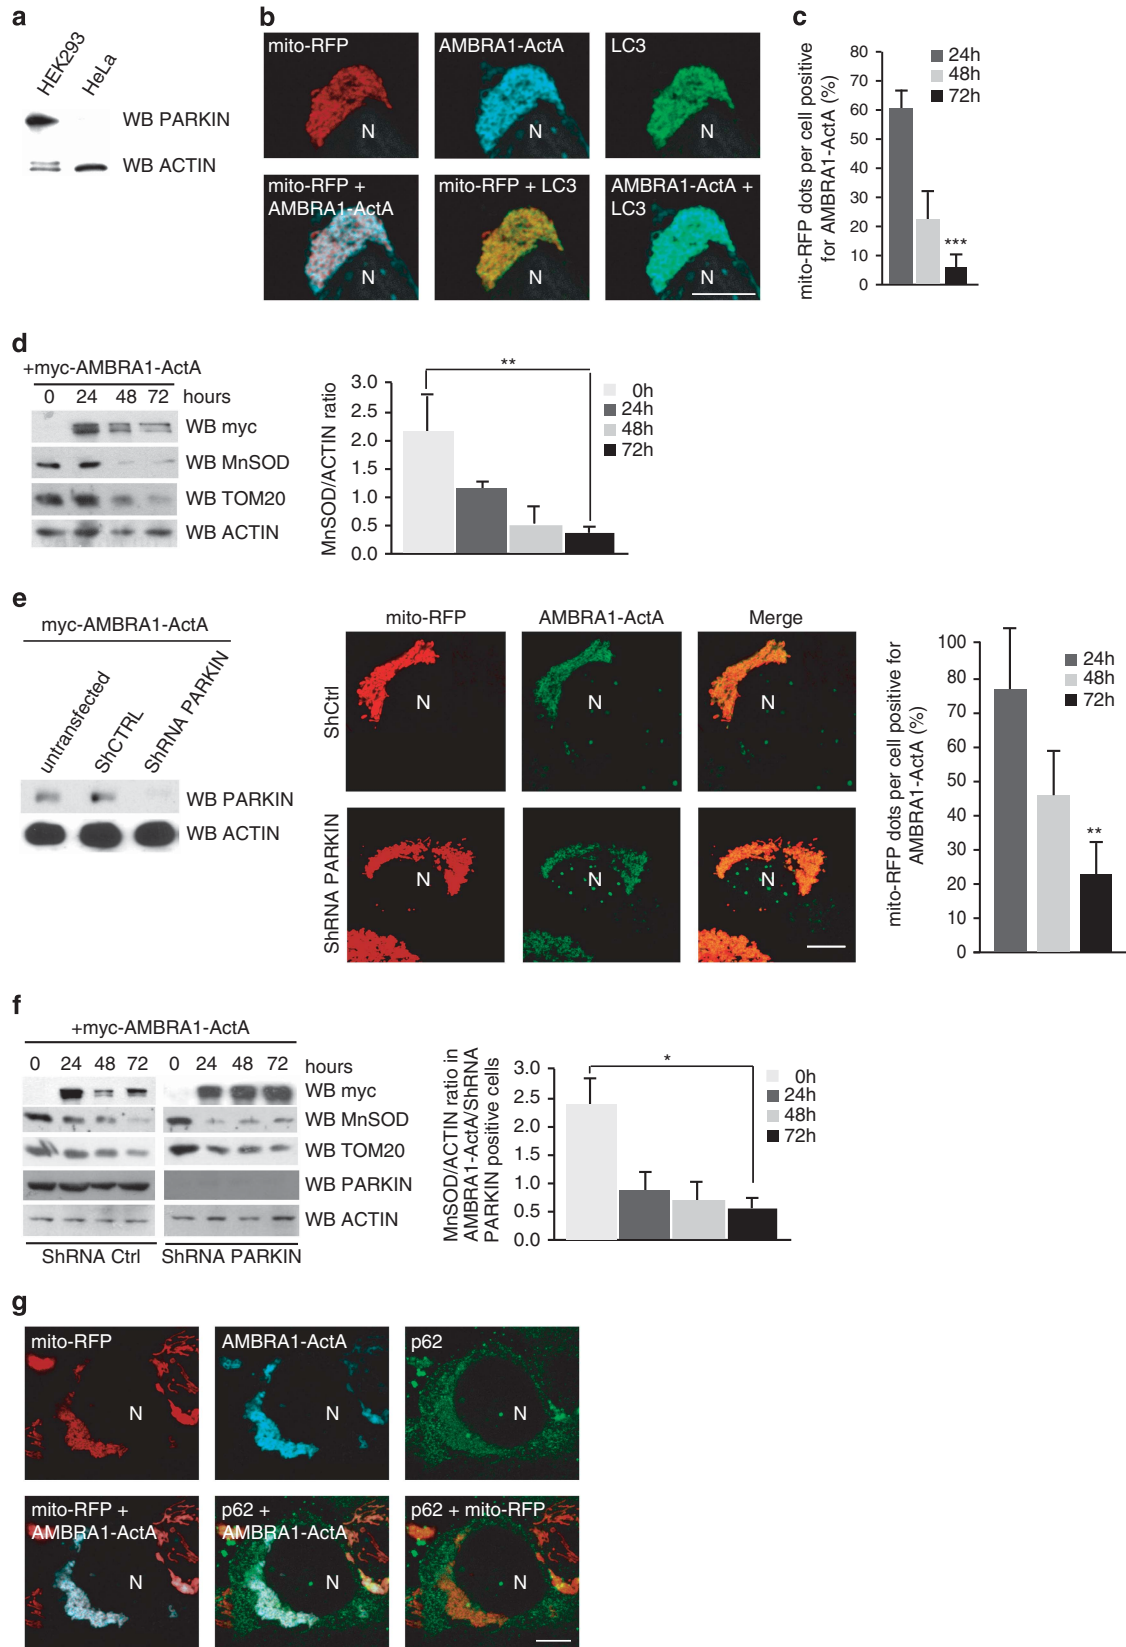 a
HEK293
HeLa
WB PARKIN
WB ACTIN
b
mito-RFP
AMBRA1-ActA
LC3
N
N
N
mito-RFP +
AMBRA1-ActA
mito-RFP + LC3
AMBRA1-ActA +
LC3
N
N
N
c
mito-RFP dots per cell positive
for AMBRA1-ActA (%)
80
70
60
50
40
30
20
10
0
24h
48h
72h
***
d
+myc-AMBRA1-ActA
0 24 48 72 hours
WB myc
WB MnSOD
WB TOM20
WB ACTIN
MnSOD/ACTIN ratio
3.0
2.5
2.0
1.5
1.0
0.5
0.0
**
0h
24h
48h
72h
e
myc-AMBRA1-ActA
untransfected
ShCTRL
ShRNA PARKIN
WB PARKIN
WB ACTIN
mito-RFP
AMBRA1-ActA
Merge
ShCtrl
N
N
N
ShRNA PARKIN
N
N
N
mito-RFP dots per cell positive for
AMBRA1-ActA (%)
100
80
70
60
50
40
30
20
10
0
24h
48h
72h
**
f
+myc-AMBRA1-ActA
0 24 48 72 0 24 48 72 hours
WB myc
WB MnSOD
WB TOM20
WB PARKIN
WB ACTIN
ShRNA Ctrl
ShRNA PARKIN
MnSOD/ACTIN ratio in
AMBRA1-ActA/ShRNA
PARKIN positive cells
3.0
2.5
2.0
1.5
1.0
0.5
0.0
*
0h
24h
48h
72h
g
mito-RFP
AMBRA1-ActA
p62
N
N
N
mito-RFP +
AMBRA1-ActA
p62 +
AMBRA1-ActA
p62 + mito-RFP
N
N
N